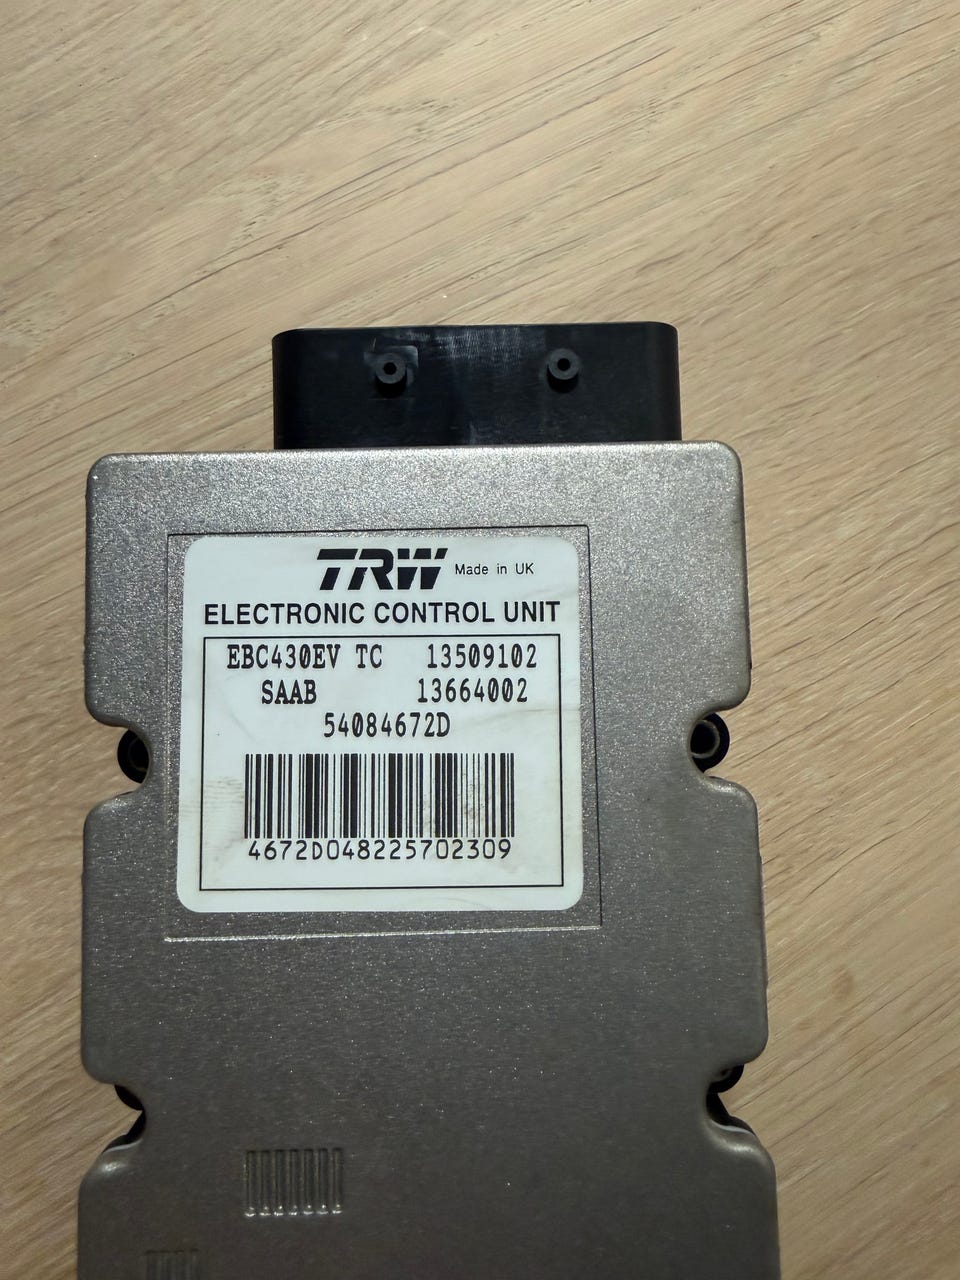 TRW Made in UK
ELECTRONIC CONTROL UNIT
EBC430EV TC 13509102
SAAB 13664002
54084672D
4672D048225702309